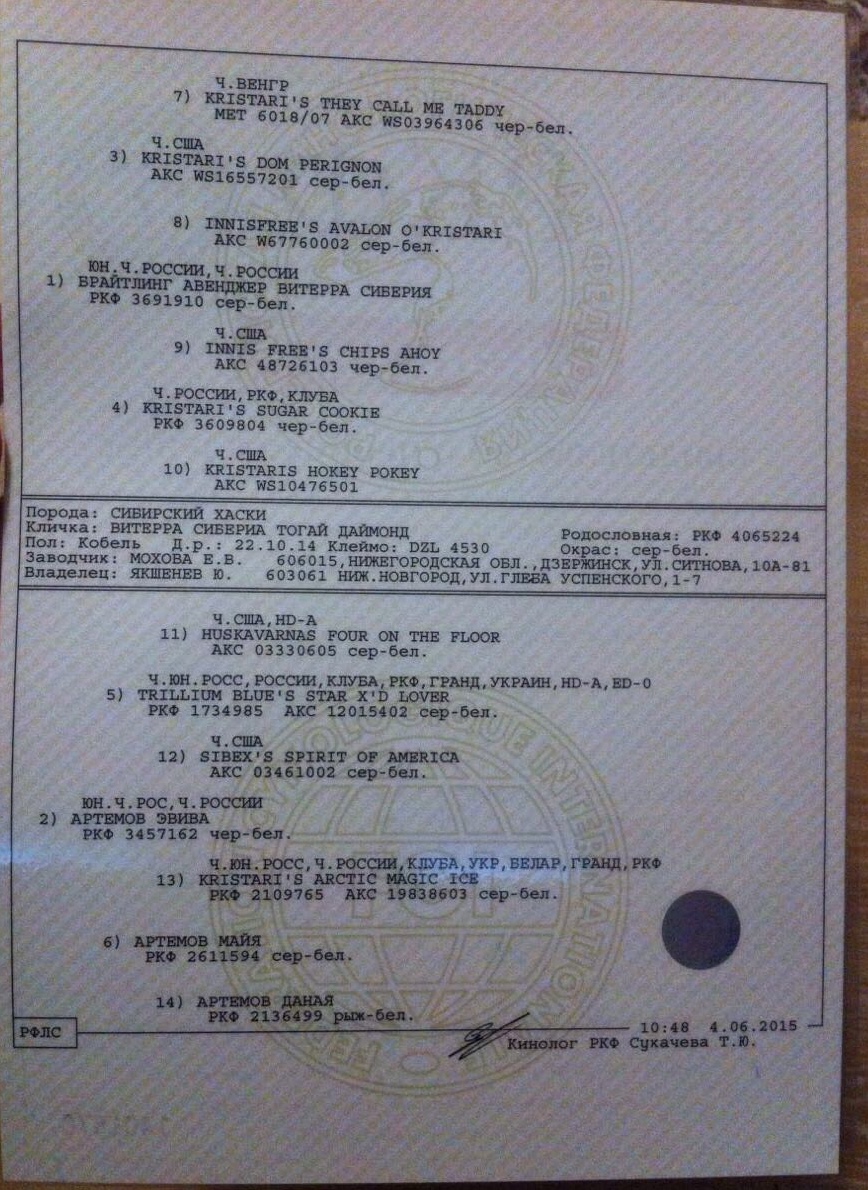 Ч.ВЕНГР
7) KRISTARI'S THEY CALL ME TADDY
МЕТ 6018/07 АКС WS03964306 чер-бел.
Ч.США
3) KRISTARI'S DOM PERIGNON
АКС WS16557201 сер-бел.
8) INNISFREE'S AVALON O'KRISTARI
АКС W67760002 сер-бел.
ЮН.Ч.РОССИИ,Ч.РОССИИ
1) БРАЙТЛИНГ АВЕНДЖЕР ВИТЕРРА СИБЕРИЯ
РКФ 3691910 сер-бел.
Ч.США
9) INNIS FREE'S CHIPS AHOY
АКС 48726103 чер-бел.
Ч.РОССИИ,РКФ,КЛУБА
4) KRISTARI'S SUGAR COOKIE
РКФ 3609804 чер-бел.
Ч.США
10) KRISTARIS HOKEY POKEY
АКС WS10476501
Порода: СИБИРСКИЙ ХАСКИ
Кличка: ВИТЕРРА СИБЕРИА ТОГАЙ ДАЙМОНД Родословная: РКФ 4065224
Пол: Кобель Д.р.: 22.10.14 Клеймо: DZL 4530 Окрас: сер-бел.
Заводчик: МОХОВА Е.В. 606015,НИЖЕГОРОДСКАЯ ОБЛ.,ДЗЕРЖИНСК,УЛ.СИТНОВА,10А-81
Владелец: ЯКШЕНЕВ Ю. 603061 НИЖ.НОВГОРОД,УЛ.ГЛЕБА УСПЕНСКОГО,1-7
Ч.США,HD-A
11) HUSKAVARNAS FOUR ON THE FLOOR
АКС 03330605 сер-бел.
Ч.ЮН.РОСС,РОССИИ,КЛУБА,РКФ,ГРАНД,УКРАИН,HD-A,ED-0
5) TRILLIUM BLUE'S STAR X'D LOVER
РКФ 1734985 АКС 12015402 сер-бел.
Ч.США
12) SIBEX'S SPIRIT OF AMERICA
АКС 03461002 сер-бел.
ЮН.Ч.РОС,Ч.РОССИИ
2) АРТЕМОВ ЭВИВА
РКФ 3457162 чер-бел.
Ч.ЮН.РОСС,Ч.РОССИИ,КЛУБА,УКР,БЕЛАР,ГРАНД,РКФ
13) KRISTARI'S ARCTIC MAGIC ICE
РКФ 2109765 АКС 19838603 сер-бел.
6) АРТЕМОВ МАЙЯ
РКФ 2611594 сер-бел.
14) АРТЕМОВ ДАНАЯ
РКФ 2136499 рыж-бел.
РФЛС
10:48 4.06.2015
Кинолог РКФ Сукачева Т.Ю.